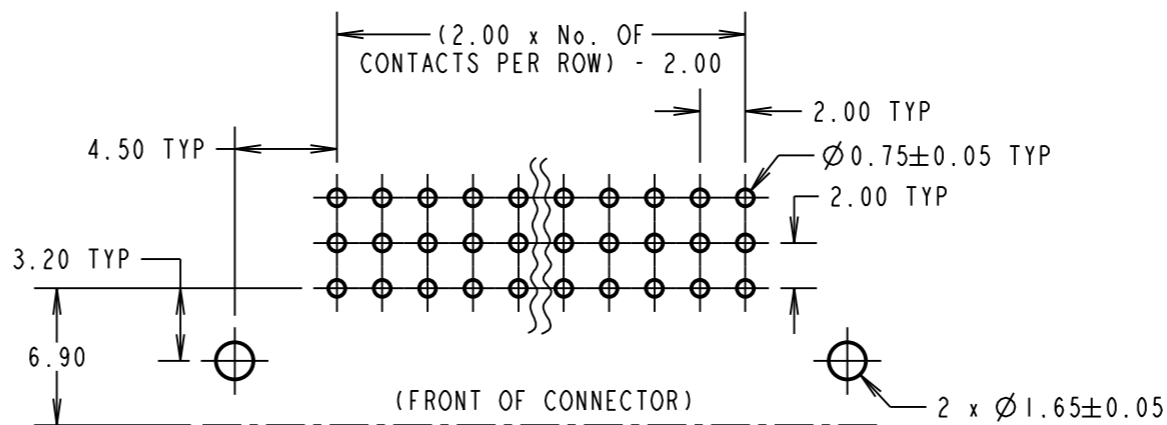 (2.00 x No. OF
CONTACTS PER ROW) - 2.00
2.00 TYP
4.50 TYP
Ø0.75±0.05 TYP
2.00 TYP
3.20 TYP
6.90
(FRONT OF CONNECTOR)
2 x Ø1.65±0.05